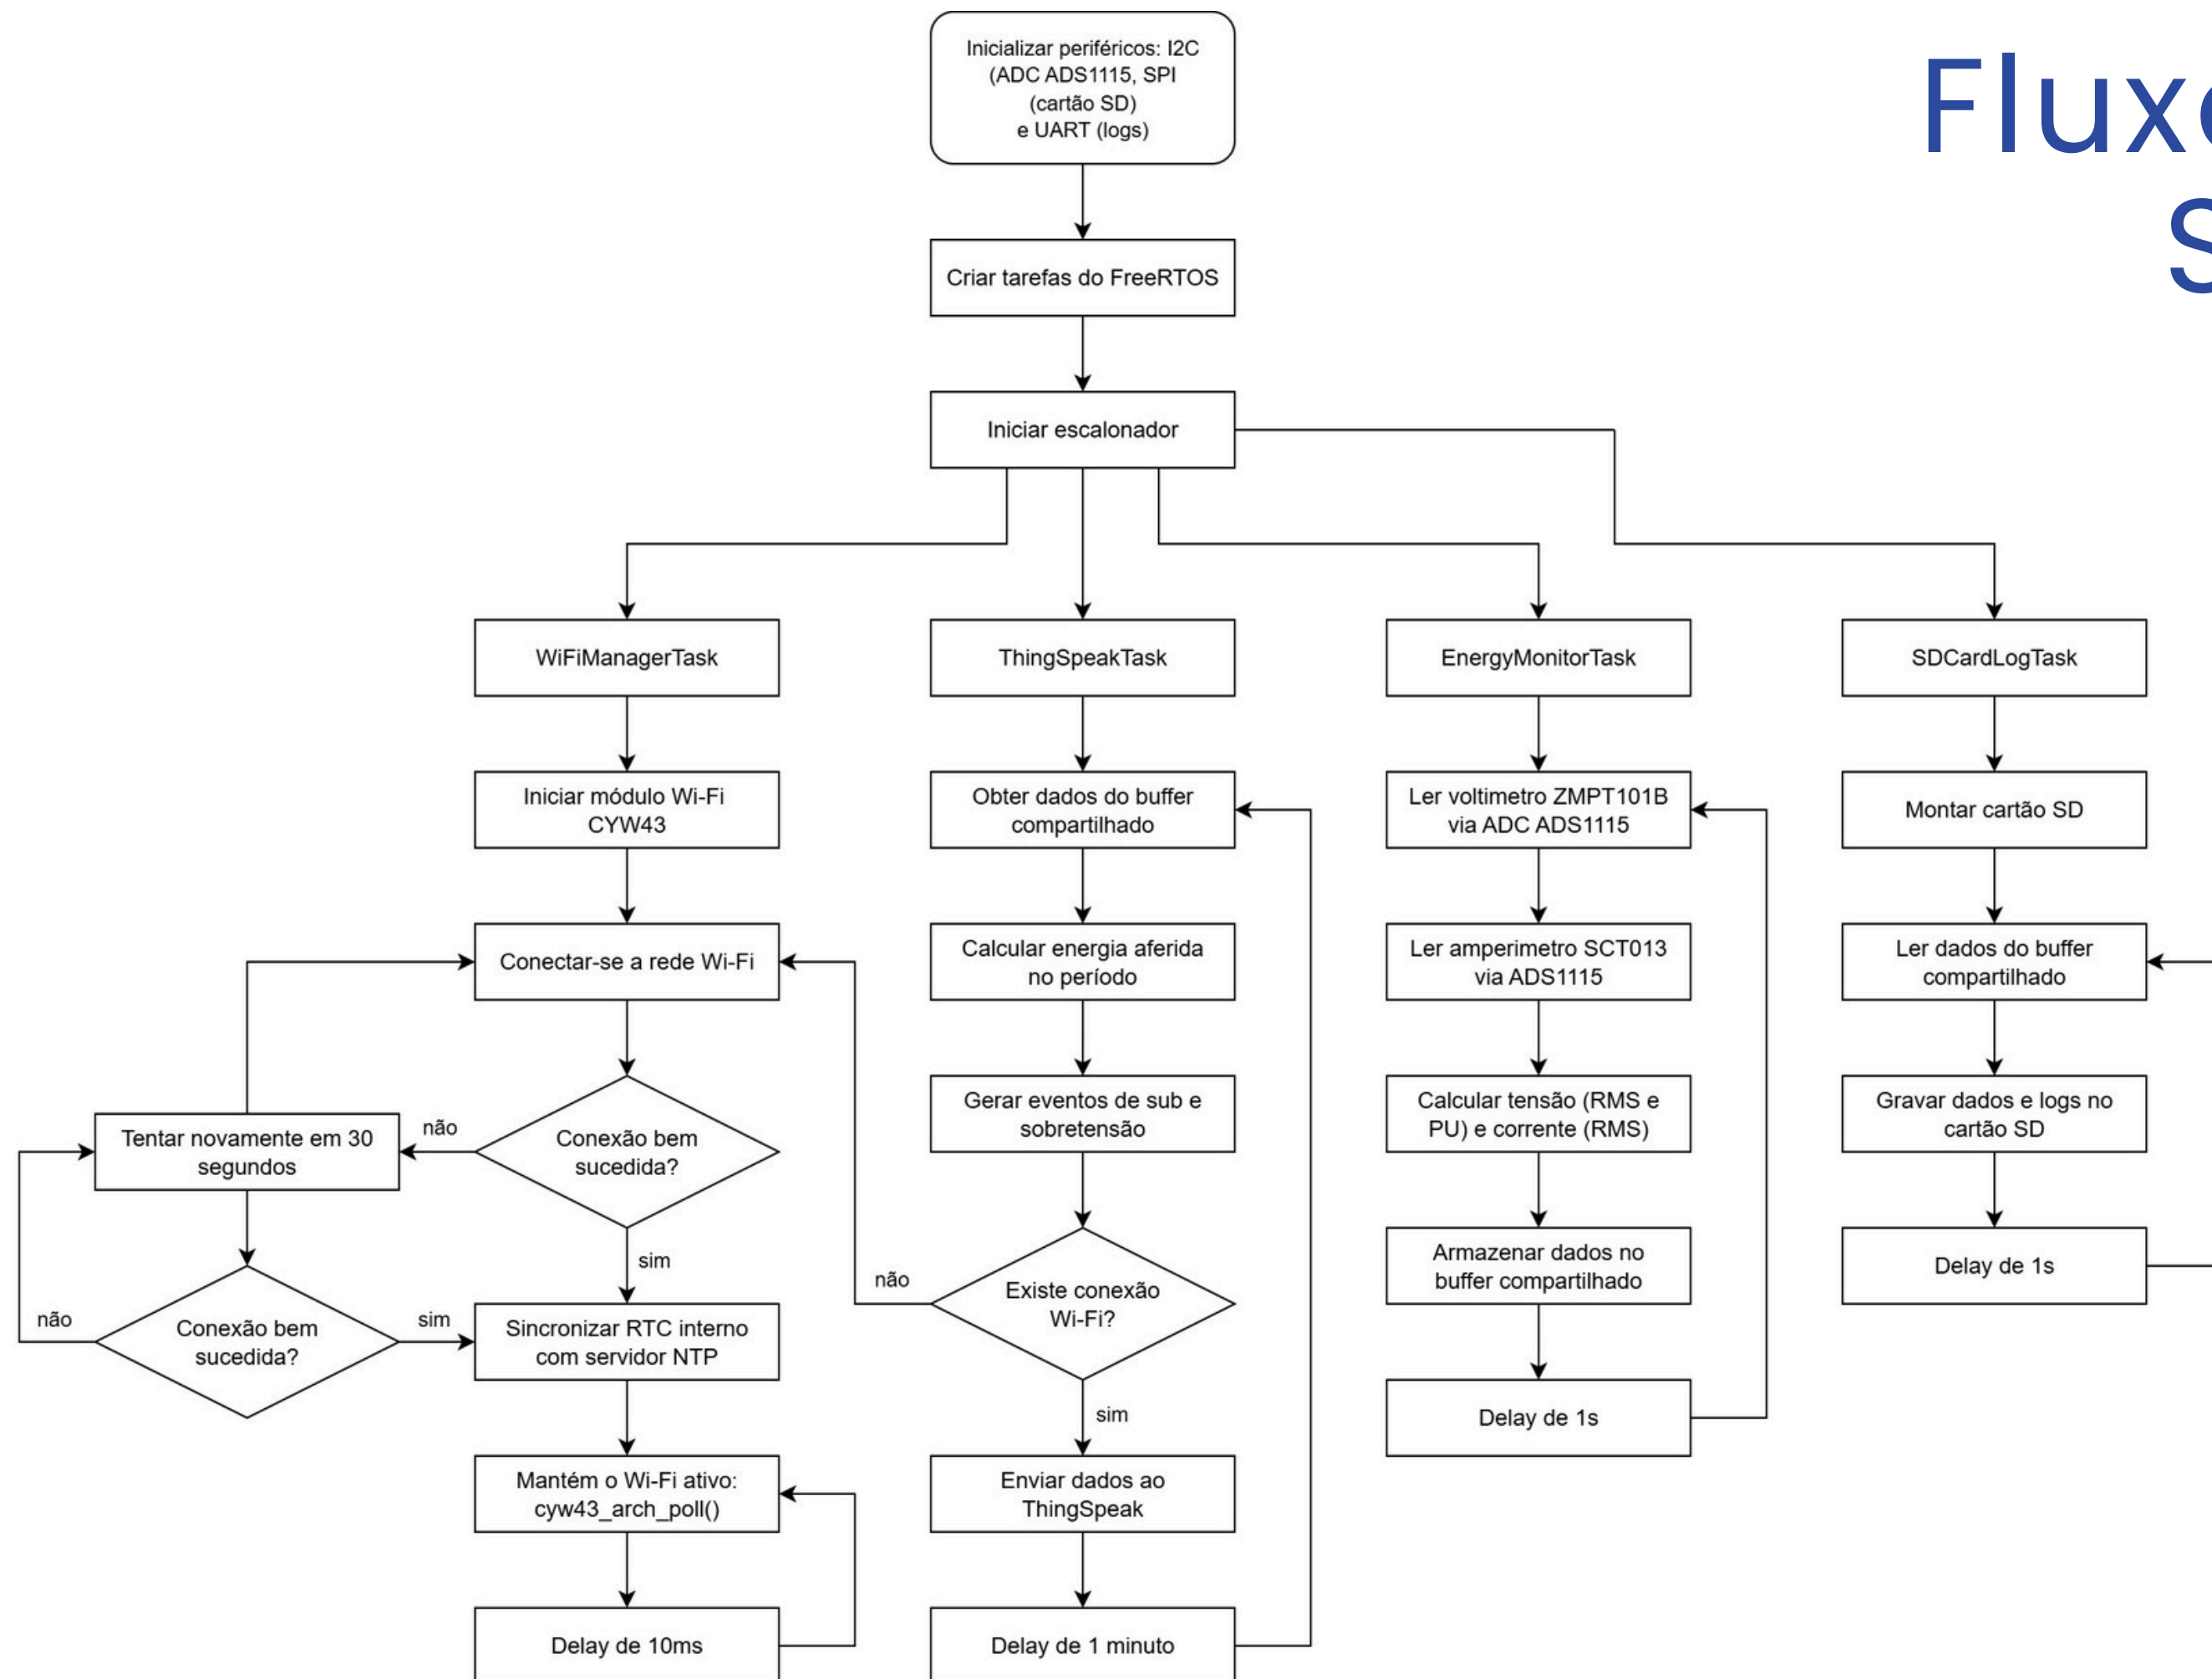 Inicializar periféricos: I2C
(ADC ADS1115, SPI
(cartão SD)
e UART (logs)
Criar tarefas do FreeRTOS
Iniciar escalonador
WiFiManagerTask
Iniciar módulo Wi-Fi
CYW43
Conectar-se a rede Wi-Fi
Conexão bem
sucedida?
não
sim
Tentar novamente em 30
segundos
Conexão bem
sucedida?
não
sim
Sincronizar RTC interno
com servidor NTP
Mantém o Wi-Fi ativo:
cyw43_arch_poll()
Delay de 10ms
ThingSpeakTask
Obter dados do buffer
compartilhado
Calcular energia aferida
no período
Gerar eventos de sub e
sobretensão
Existe conexão
Wi-Fi?
não
sim
Enviar dados ao
ThingSpeak
Delay de 1 minuto
EnergyMonitorTask
Ler voltimetro ZMPT101B
via ADC ADS1115
Ler amperimetro SCT013
via ADS1115
Calcular tensão (RMS e
PU) e corrente (RMS)
Armazenar dados no
buffer compartilhado
Delay de 1s
SDCardLogTask
Montar cartão SD
Ler dados do buffer
compartilhado
Gravar dados e logs no
cartão SD
Delay de 1s